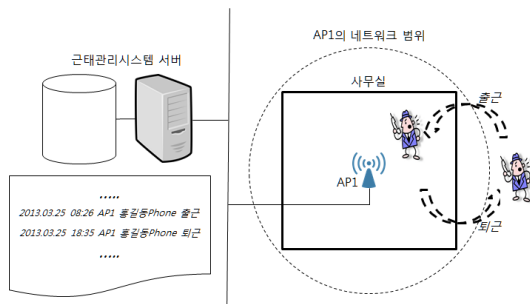 근태관리시스템 서버
.....
2013.03.25 08:26 AP1 홍길동Phone 출근
2013.03.25 18:35 AP1 홍길동Phone 퇴근
.....
AP1의 네트워크 범위
사무실
출근
AP1
퇴근